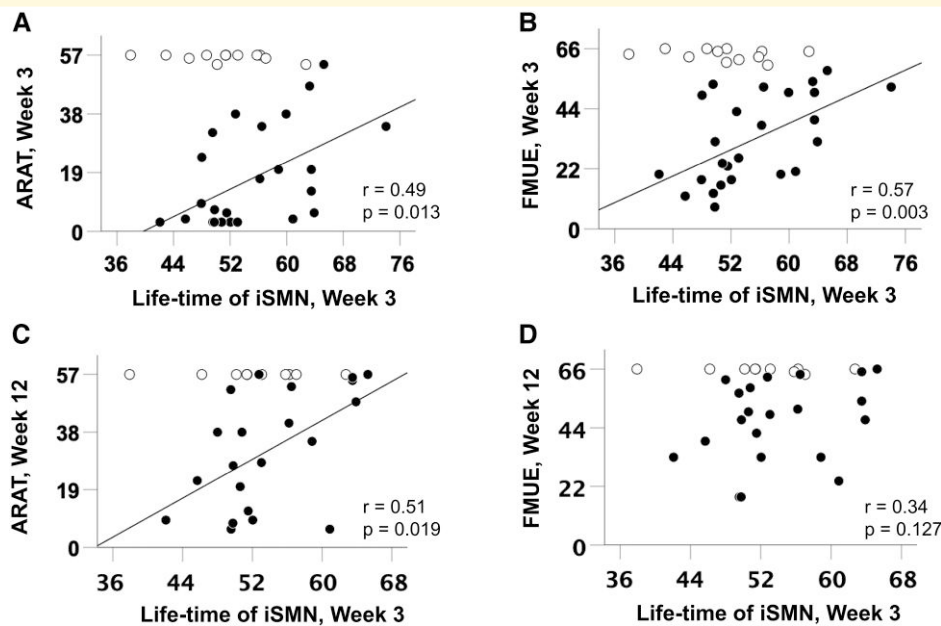 A
ARAT, Week 3
57
38
19
0
36 44 52 60 68 76
r = 0.49
p = 0.013
Life-time of iSMN, Week 3
B
FMUE, Week 3
66
44
22
0
36 44 52 60 68 76
r = 0.57
p = 0.003
Life-time of iSMN, Week 3
C
ARAT, Week 12
57
38
19
0
36 44 52 60 68
r = 0.51
p = 0.019
Life-time of iSMN, Week 3
D
FMUE, Week 12
66
44
22
0
36 44 52 60 68
r = 0.34
p = 0.127
Life-time of iSMN, Week 3